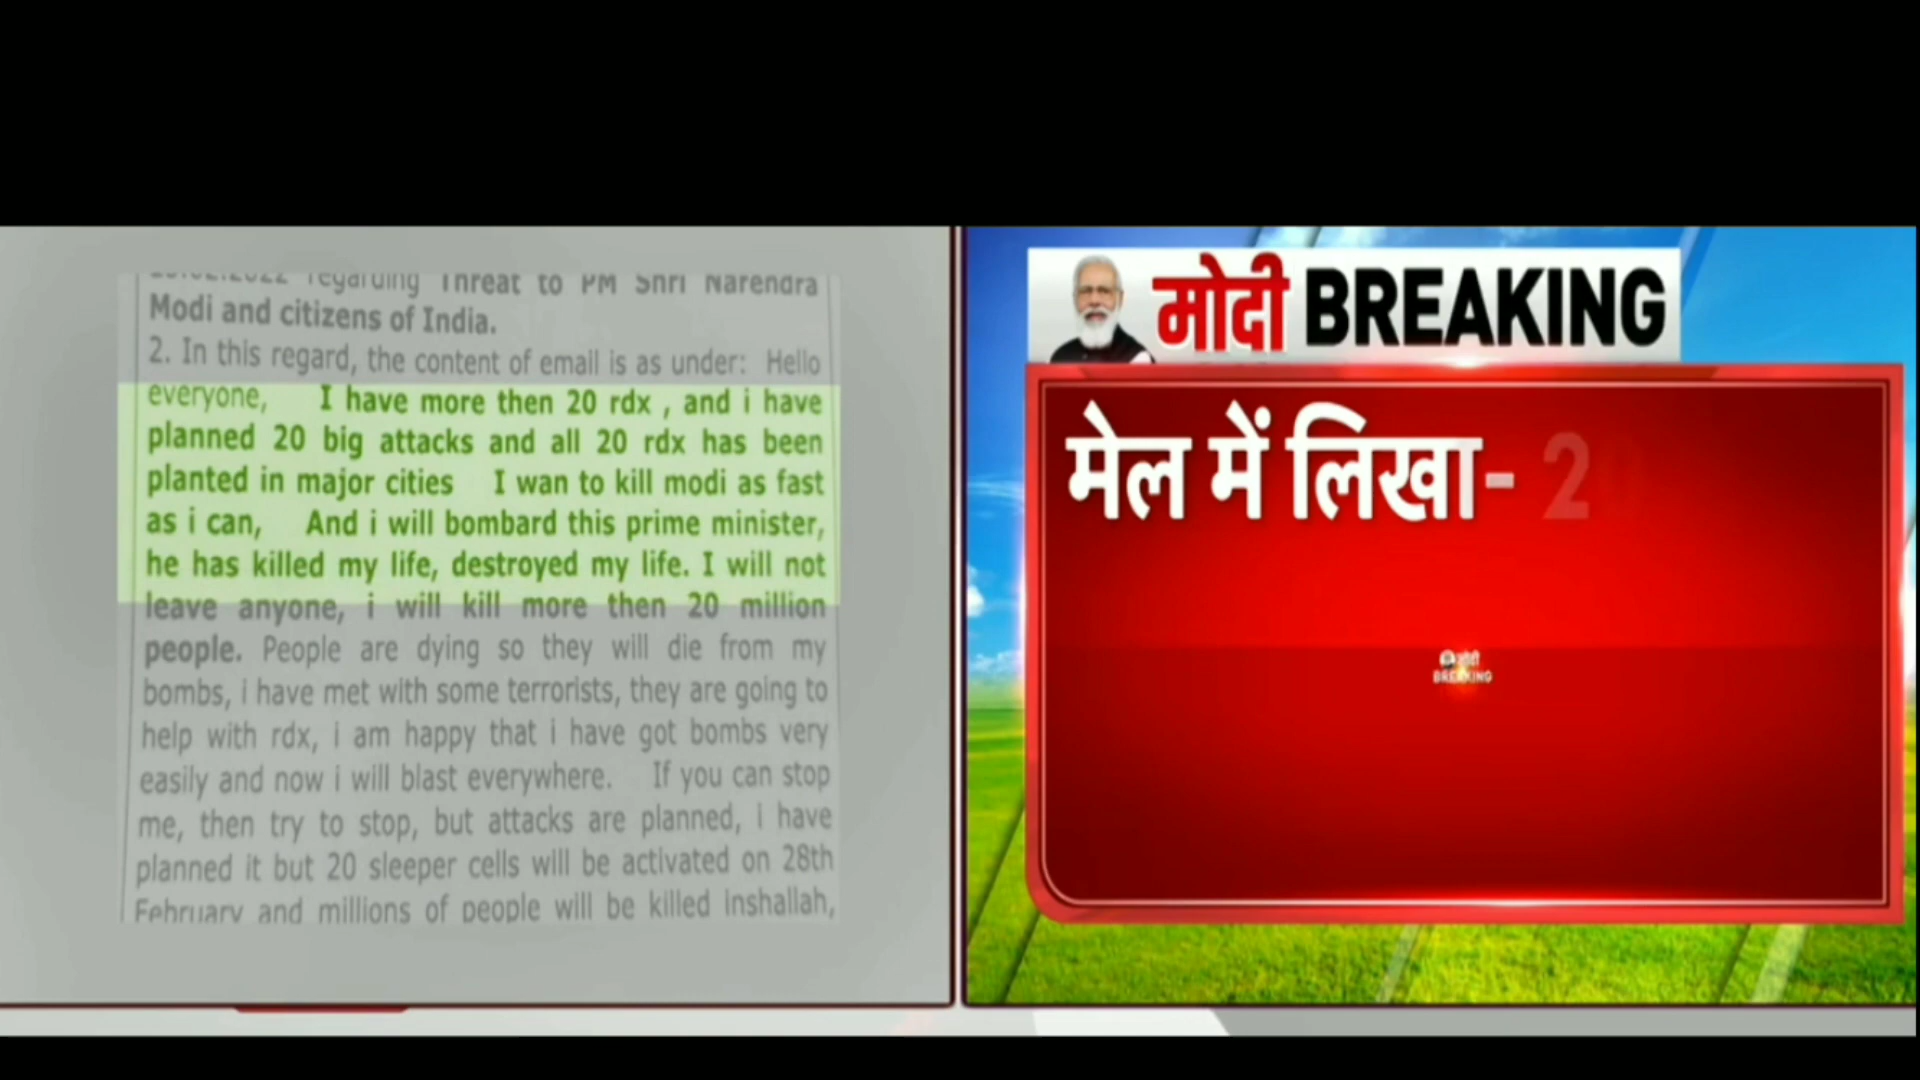 regarding Threat to PM Shri Narendra
Modi and citizens of India.
2. In this regard, the content of email is as under: Hello
everyone, I have more then 20 rdx , and i have
planned 20 big attacks and all 20 rdx has been
planted in major cities I wan to kill modi as fast
as i can, And i will bombard this prime minister,
he has killed my life, destroyed my life. I will not
leave anyone, i will kill more then 20 million
people. People are dying so they will die from my
bombs, i have met with some terrorists, they are going to
help with rdx, i am happy that i have got bombs very
easily and now i will blast everywhere. If you can stop
me, then try to stop, but attacks are planned, i have
planned it but 20 sleeper cells will be activated on 28th
February and millions of people will be killed inshallah,
मोदी BREAKING
मेल में लिखा- 2
मोदी
BREAKING